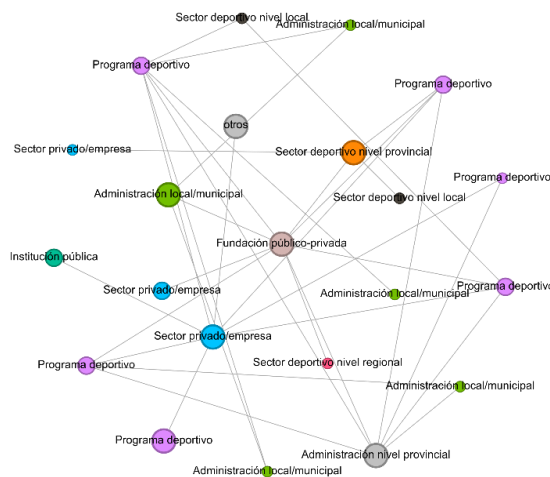 Sector deportivo nivel local
Administración local/municipal
Programa deportivo
Programa deportivo
otros
Sector privado/empresa
Sector deportivo nivel provincial
Programa deportivo
Administración local/municipal
Sector deportivo nivel local
Fundación público-privada
Institución pública
Sector privado/empresa
Programa deportivo
Administración local/municipal
Sector privado/empresa
Programa deportivo
Sector deportivo nivel regional
Administración local/municipal
Programa deportivo
Administración nivel provincial
Administración local/municipal